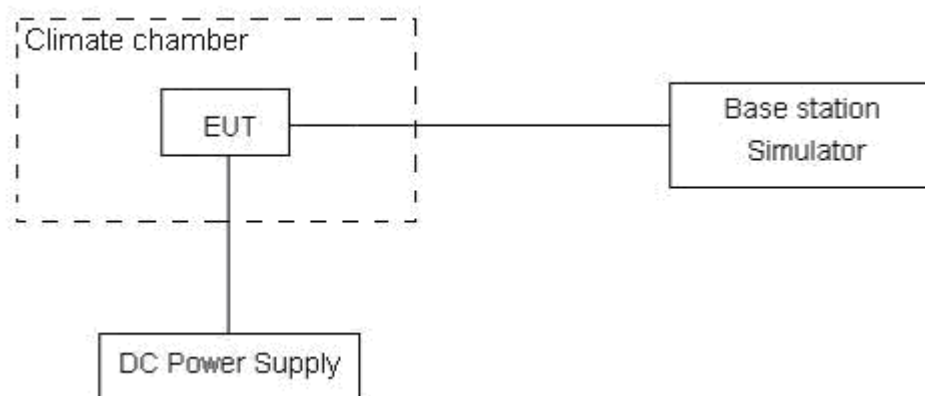 Climate chamber
EUT
Base station
Simulator
DC Power Supply